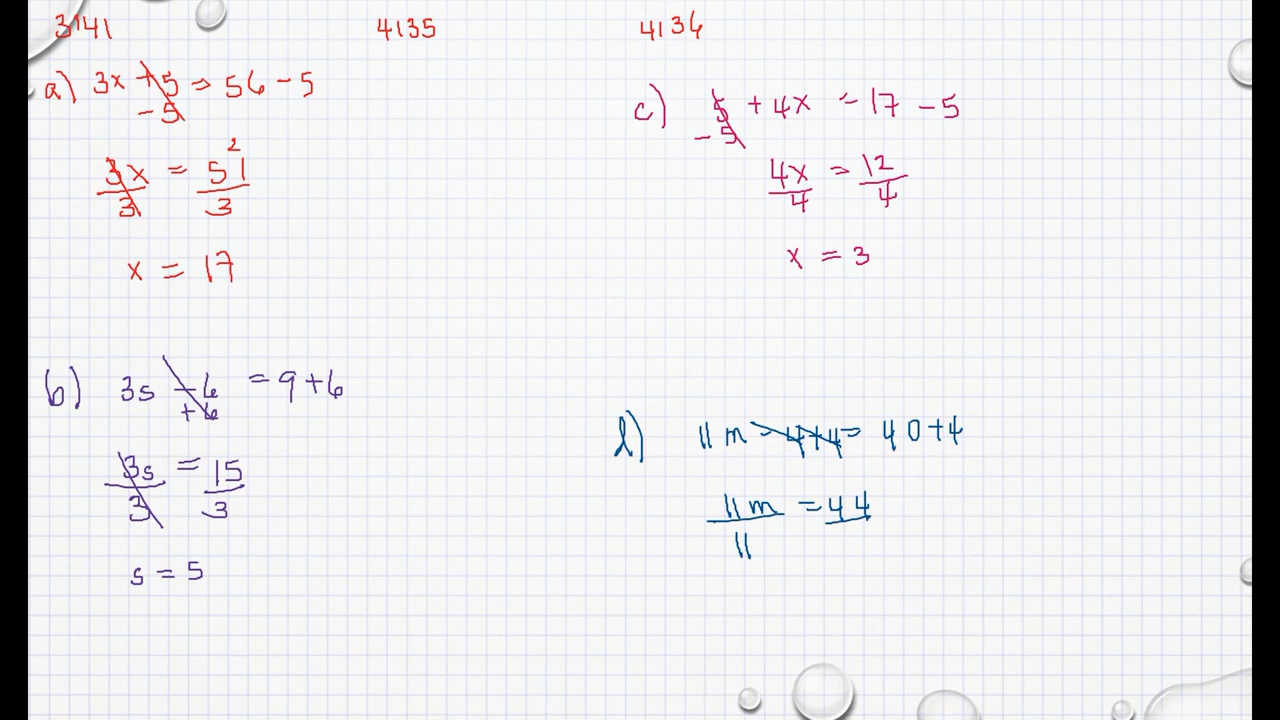 3141 4135 4136
a) 3x + 5 = 56 - 5
- 5
2
3x = 51
3 3
x = 17
b) 3s - 6 = 9 + 6
+ 6
3s = 15
3 3
s = 5
c) 5 + 4x = 17 - 5
- 5
4x = 12
4 4
x = 3
d) 11m - 4 + 4 = 40 + 4
11m = 44
11